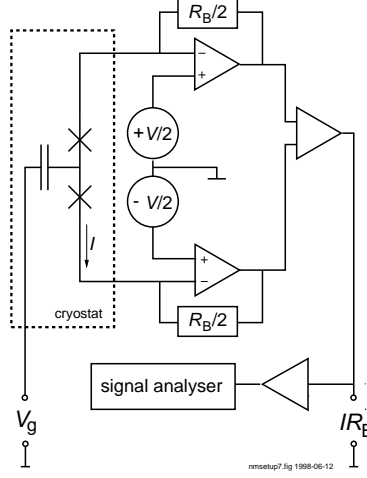 R_B/2
−
+
+V/2
- V/2
I
+
−
cryostat
R_B/2
signal analyser
V_g
IR_B
nmsetup7.fig 1998-06-12